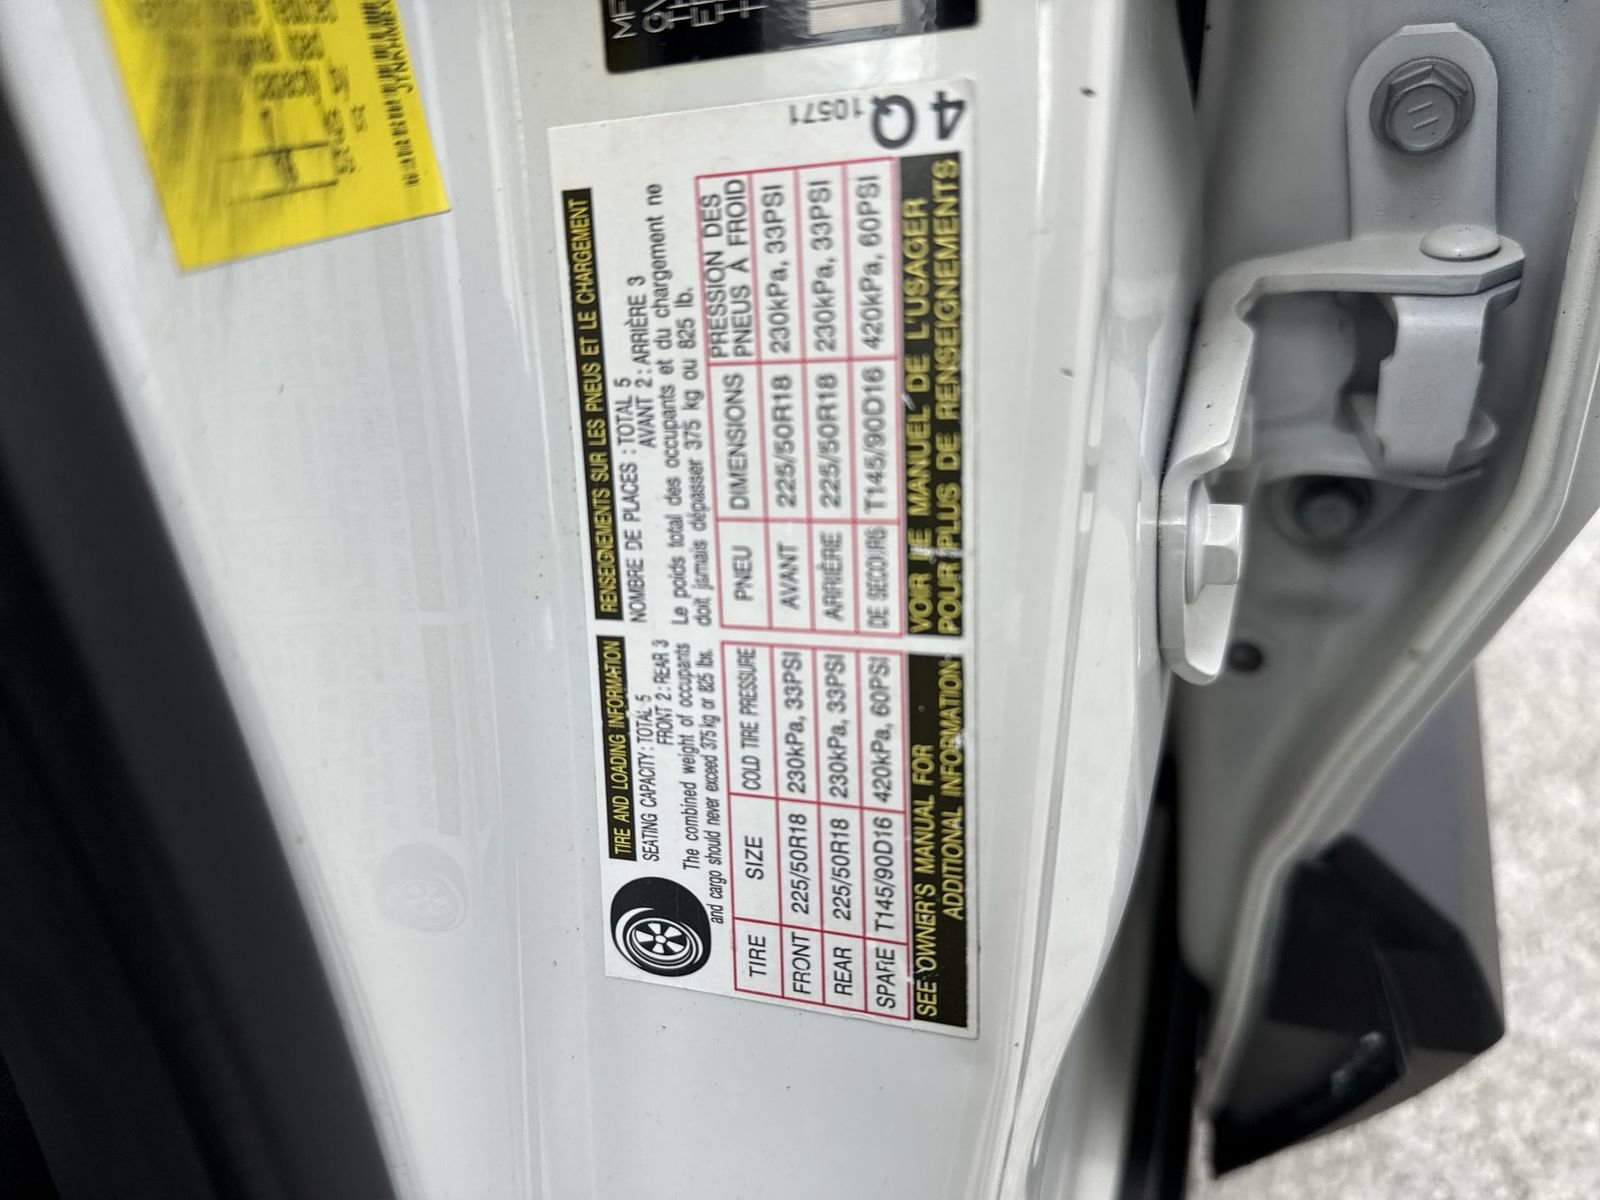 4Q
10571
TIRE AND LOADING INFORMATION
SEATING CAPACITY : TOTAL 5
FRONT 2 : REAR 3
The combined weight of occupants
and cargo should never exceed 375 kg or 825 lbs.
TIRE SIZE COLD TIRE PRESSURE
FRONT 225/50R18 230kPa, 33PSI
REAR 225/50R18 230kPa, 33PSI
SPARE T145/90D16 420kPa, 60PSI
SEE OWNER'S MANUAL FOR
ADDITIONAL INFORMATION
RENSEIGNEMENTS SUR LES PNEUS ET LE CHARGEMENT
NOMBRE DE PLACES : TOTAL 5
AVANT 2 : ARRIÈRE 3
Le poids total des occupants et du chargement ne
doit jamais dépasser 375 kg ou 825 lb.
PNEU DIMENSIONS PRESSION DES
PNEUS À FROID
AVANT 225/50R18 230kPa, 33PSI
ARRIÈRE 225/50R18 230kPa, 33PSI
DE SECOURS T145/90D16 420kPa, 60PSI
VOIR LE MANUEL DE L'USAGER
POUR PLUS DE RENSEIGNEMENTS